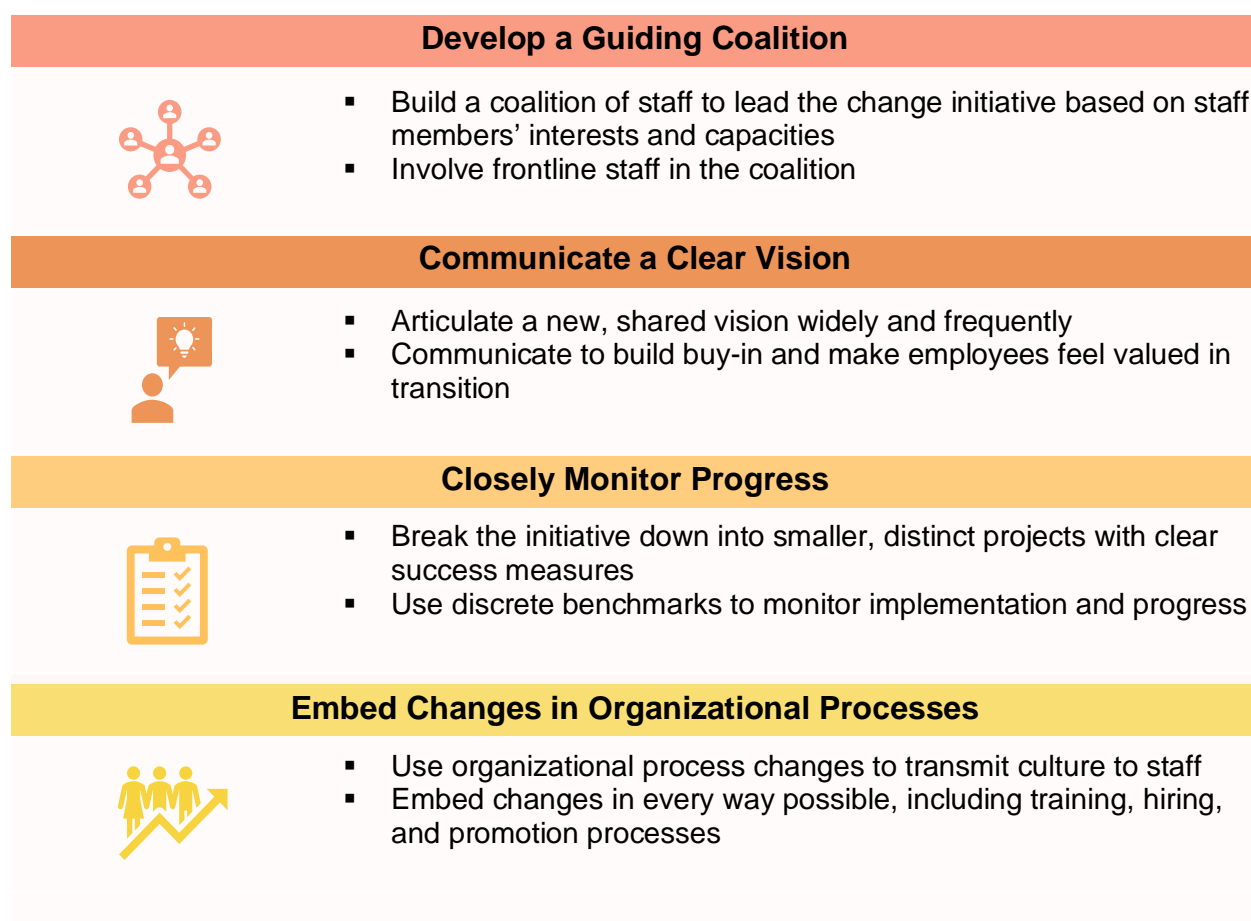 Develop a Guiding Coalition
▪ Build a coalition of staff to lead the change initiative based on staff
members’ interests and capacities
▪ Involve frontline staff in the coalition
Communicate a Clear Vision
▪ Articulate a new, shared vision widely and frequently
▪ Communicate to build buy-in and make employees feel valued in
transition
Closely Monitor Progress
▪ Break the initiative down into smaller, distinct projects with clear
success measures
▪ Use discrete benchmarks to monitor implementation and progress
Embed Changes in Organizational Processes
▪ Use organizational process changes to transmit culture to staff
▪ Embed changes in every way possible, including training, hiring,
and promotion processes